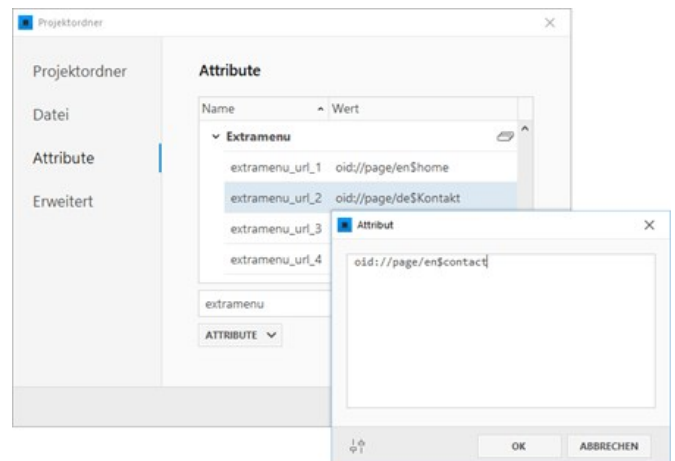 Projektordner
Projektordner
Datei
Attribute
Erweitert
Attribute
Name Wert
Extramenu
extramenu_url_1 oid://page/en$home
extramenu_url_2 oid://page/de$Kontakt
extramenu_url_3
extramenu_url_4
extramenu
ATTRIBUTE
Attribut
oid://page/en$contact
OK ABBRECHEN